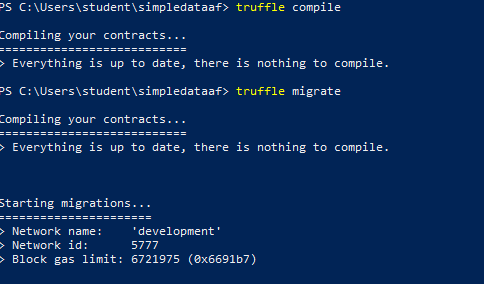 PS C:\Users\student\simpledataaf> truffle compile
Compiling your contracts...
===========================
> Everything is up to date, there is nothing to compile.
PS C:\Users\student\simpledataaf> truffle migrate
Compiling your contracts...
===========================
> Everything is up to date, there is nothing to compile.
Starting migrations...
======================
> Network name:    'development'
> Network id:      5777
> Block gas limit: 6721975 (0x6691b7)